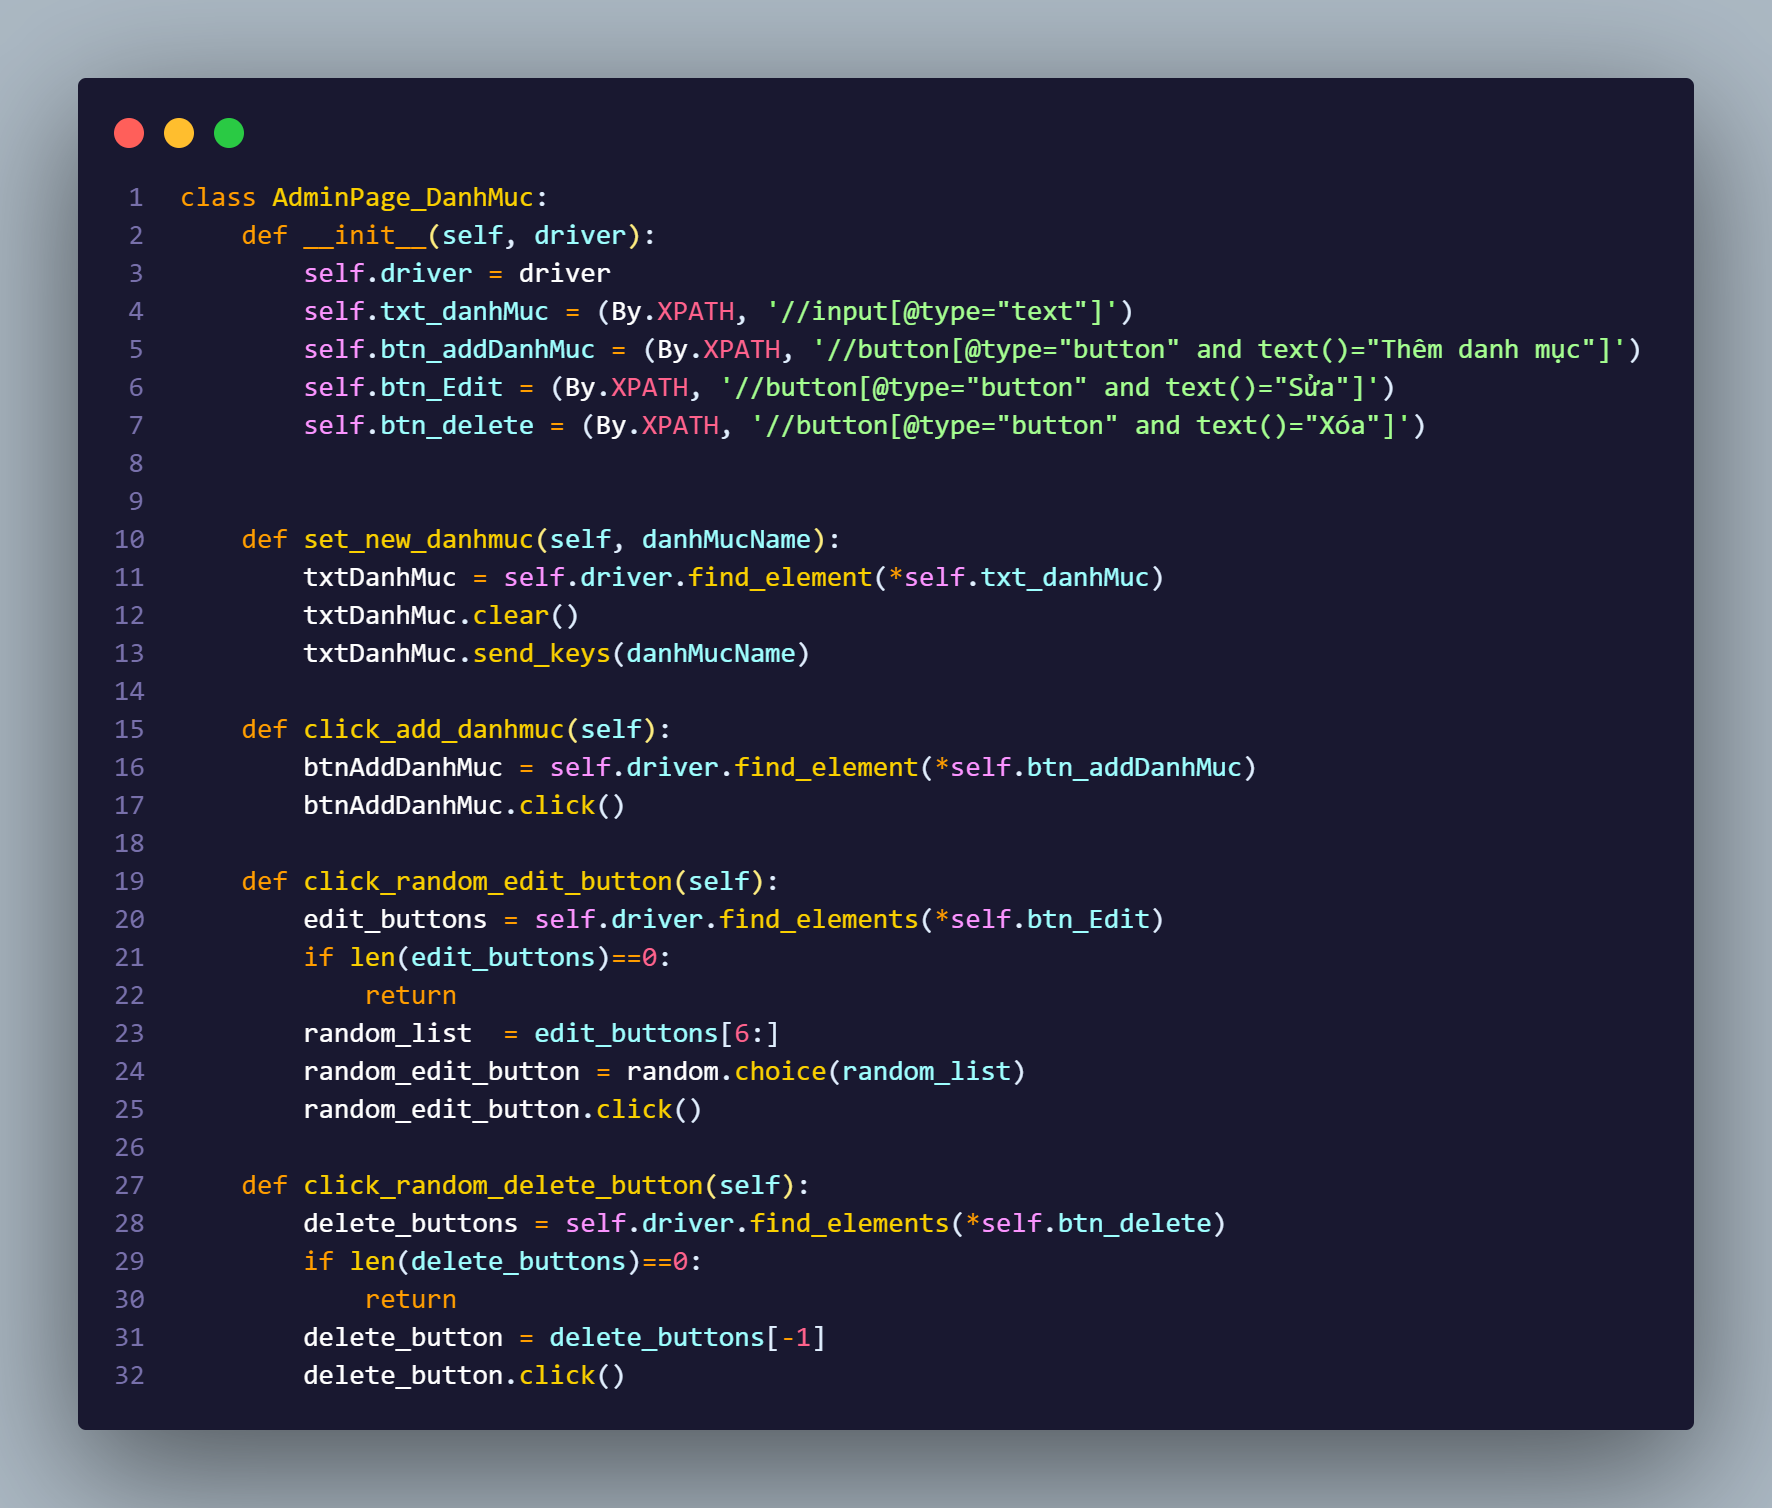 1 class AdminPage_DanhMuc:
2     def __init__(self, driver):
3         self.driver = driver
4         self.txt_danhMuc = (By.XPATH, '//input[@type="text"]')
5         self.btn_addDanhMuc = (By.XPATH, '//button[@type="button" and text()="Thêm danh mục"]')
6         self.btn_Edit = (By.XPATH, '//button[@type="button" and text()="Sửa"]')
7         self.btn_delete = (By.XPATH, '//button[@type="button" and text()="Xóa"]')
8
9
10     def set_new_danhmuc(self, danhMucName):
11         txtDanhMuc = self.driver.find_element(*self.txt_danhMuc)
12         txtDanhMuc.clear()
13         txtDanhMuc.send_keys(danhMucName)
14
15     def click_add_danhmuc(self):
16         btnAddDanhMuc = self.driver.find_element(*self.btn_addDanhMuc)
17         btnAddDanhMuc.click()
18
19     def click_random_edit_button(self):
20         edit_buttons = self.driver.find_elements(*self.btn_Edit)
21         if len(edit_buttons)==0:
22             return
23         random_list  = edit_buttons[6:]
24         random_edit_button = random.choice(random_list)
25         random_edit_button.click()
26
27     def click_random_delete_button(self):
28         delete_buttons = self.driver.find_elements(*self.btn_delete)
29         if len(delete_buttons)==0:
30             return
31         delete_button = delete_buttons[-1]
32         delete_button.click()